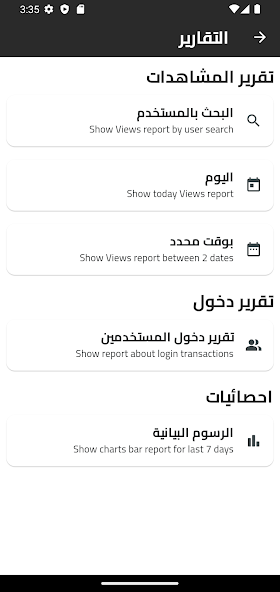 3:35
التقارير
تقرير المشاهدات
البحث بالمستخدم
Show Views report by user search
اليوم
Show today Views report
بوقت محدد
Show Views report between 2 dates
تقرير دخول
تقرير دخول المستخدمين
Show report about login transactions
احصائيات
الرسوم البيانية
Show charts bar report for last 7 days